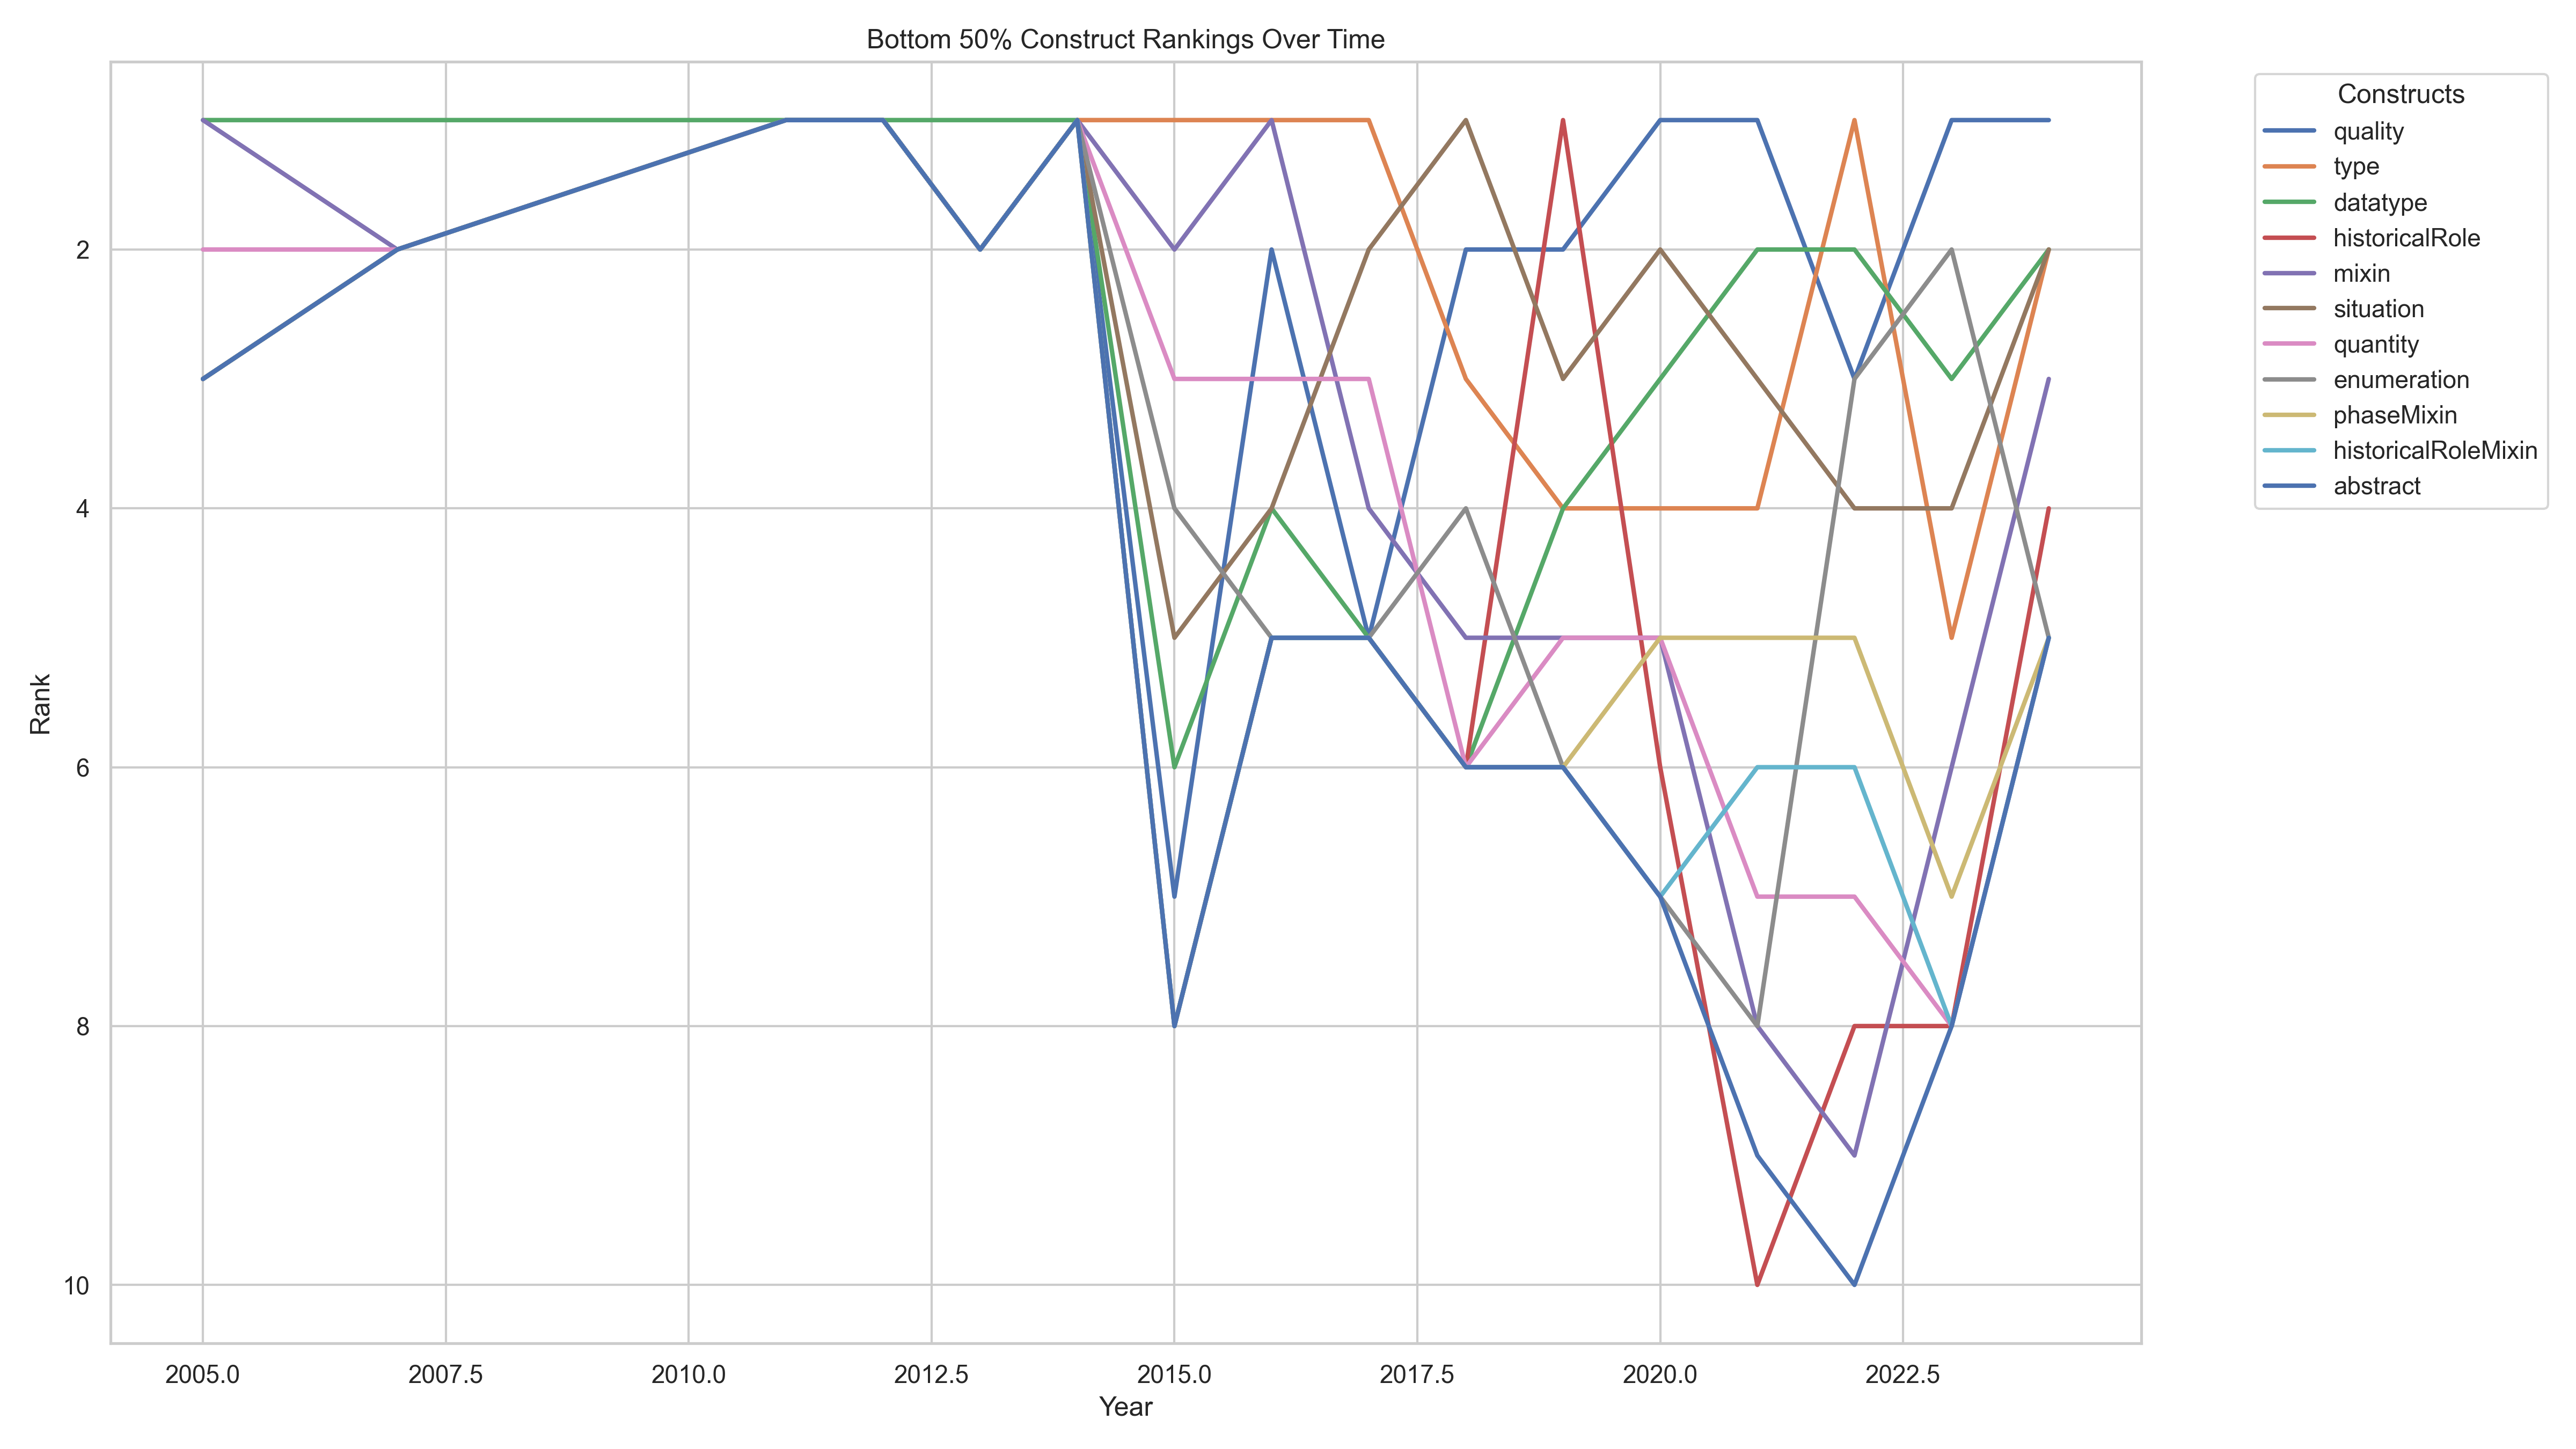 Bottom 50% Construct Rankings Over Time
Constructs
quality
type
datatype
historicalRole
mixin
situation
quantity
enumeration
phaseMixin
historicalRoleMixin
abstract
Rank
2
4
6
8
10
2005.0 2007.5 2010.0 2012.5 2015.0 2017.5 2020.0 2022.5
Year